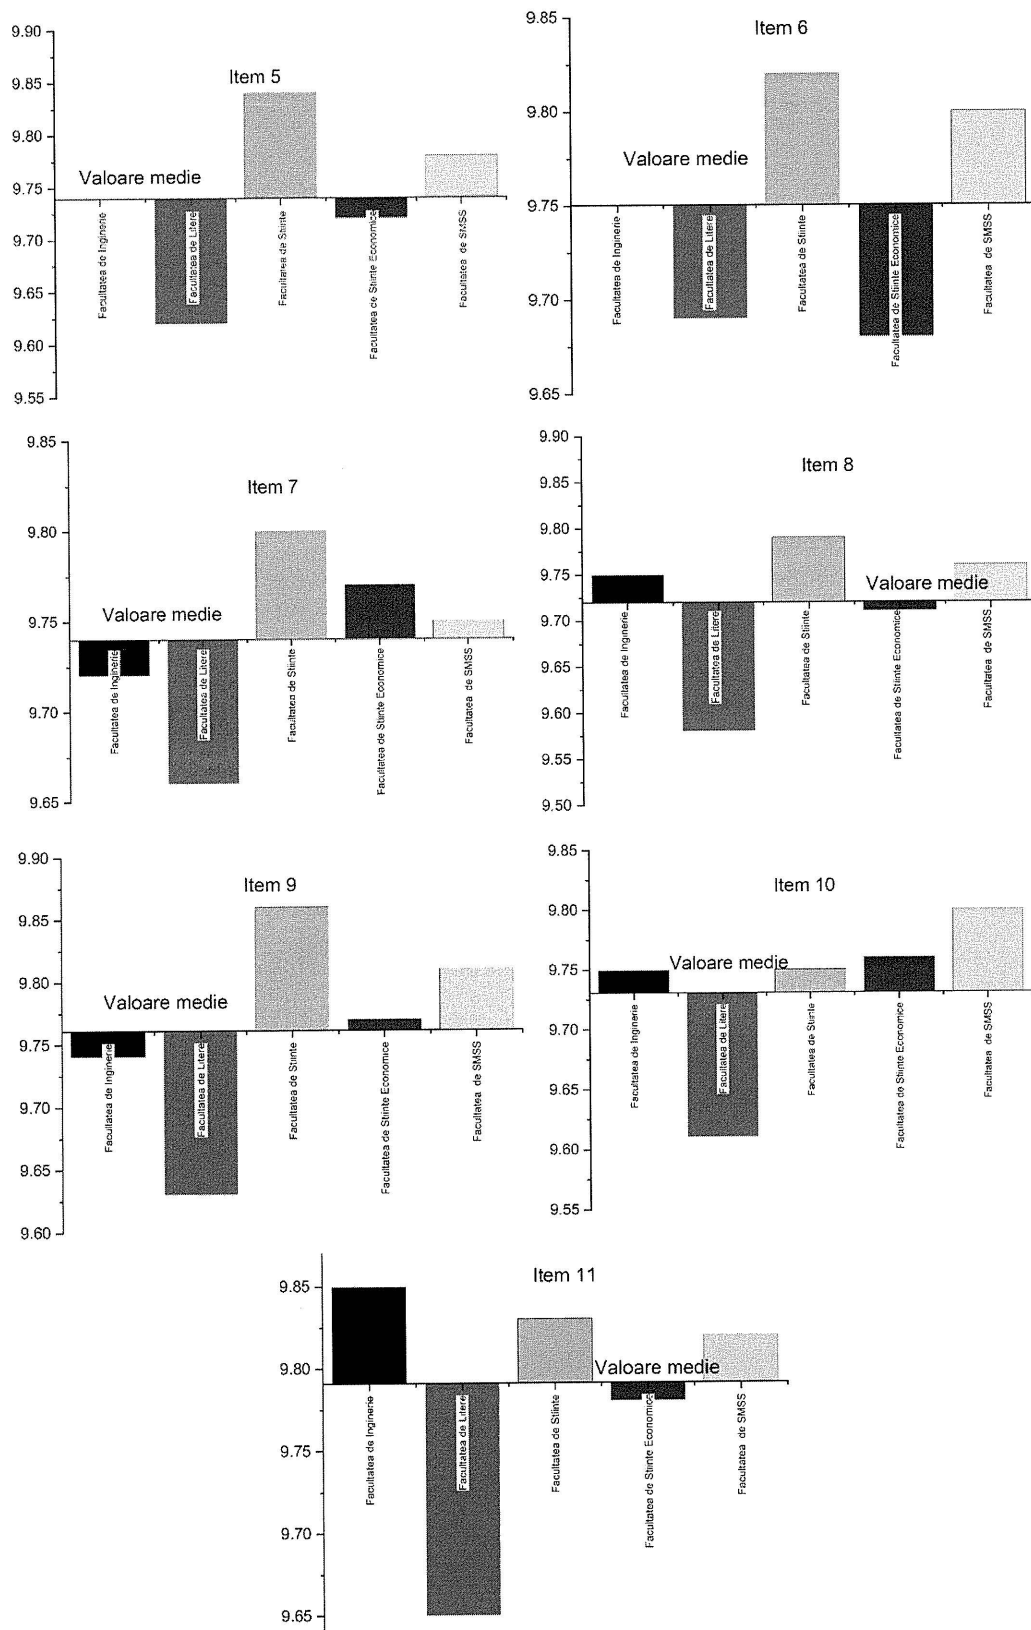 Item 5
9.90
9.85
9.80
9.75
9.70
9.65
9.60
9.55
Valoare medie
Facultatea de Inginerie
Facultatea de Litere
Facultatea de Stiinte
Facultatea de Stiinte Economice
Facultatea de SMSS
Item 6
9.85
9.80
9.75
9.70
9.65
Valoare medie
Facultatea de Inginerie
Facultatea de Litere
Facultatea de Stiinte
Facultatea de Stiinte Economice
Facultatea de SMSS
Item 7
9.85
9.80
9.75
9.70
9.65
Valoare medie
Facultatea de Inginerie
Facultatea de Litere
Facultatea de Stiinte
Facultatea de Stiinte Economice
Facultatea de SMSS
Item 8
9.90
9.85
9.80
9.75
9.70
9.65
9.60
9.55
9.50
Valoare medie
Facultatea de Inginerie
Facultatea de Litere
Facultatea de Stiinte
Facultatea de Stiinte Economice
Facultatea de SMSS
Item 9
9.90
9.85
9.80
9.75
9.70
9.65
9.60
Valoare medie
Facultatea de Inginerie
Facultatea de Litere
Facultatea de Stiinte
Facultatea de Stiinte Economice
Facultatea de SMSS
Item 10
9.85
9.80
9.75
9.70
9.65
9.60
9.55
Valoare medie
Facultatea de Inginerie
Facultatea de Litere
Facultatea de Stiinte
Facultatea de Stiinte Economice
Facultatea de SMSS
Item 11
9.85
9.80
9.75
9.70
9.65
Valoare medie
Facultatea de Inginerie
Facultatea de Litere
Facultatea de Stiinte
Facultatea de Stiinte Economice
Facultatea de SMSS